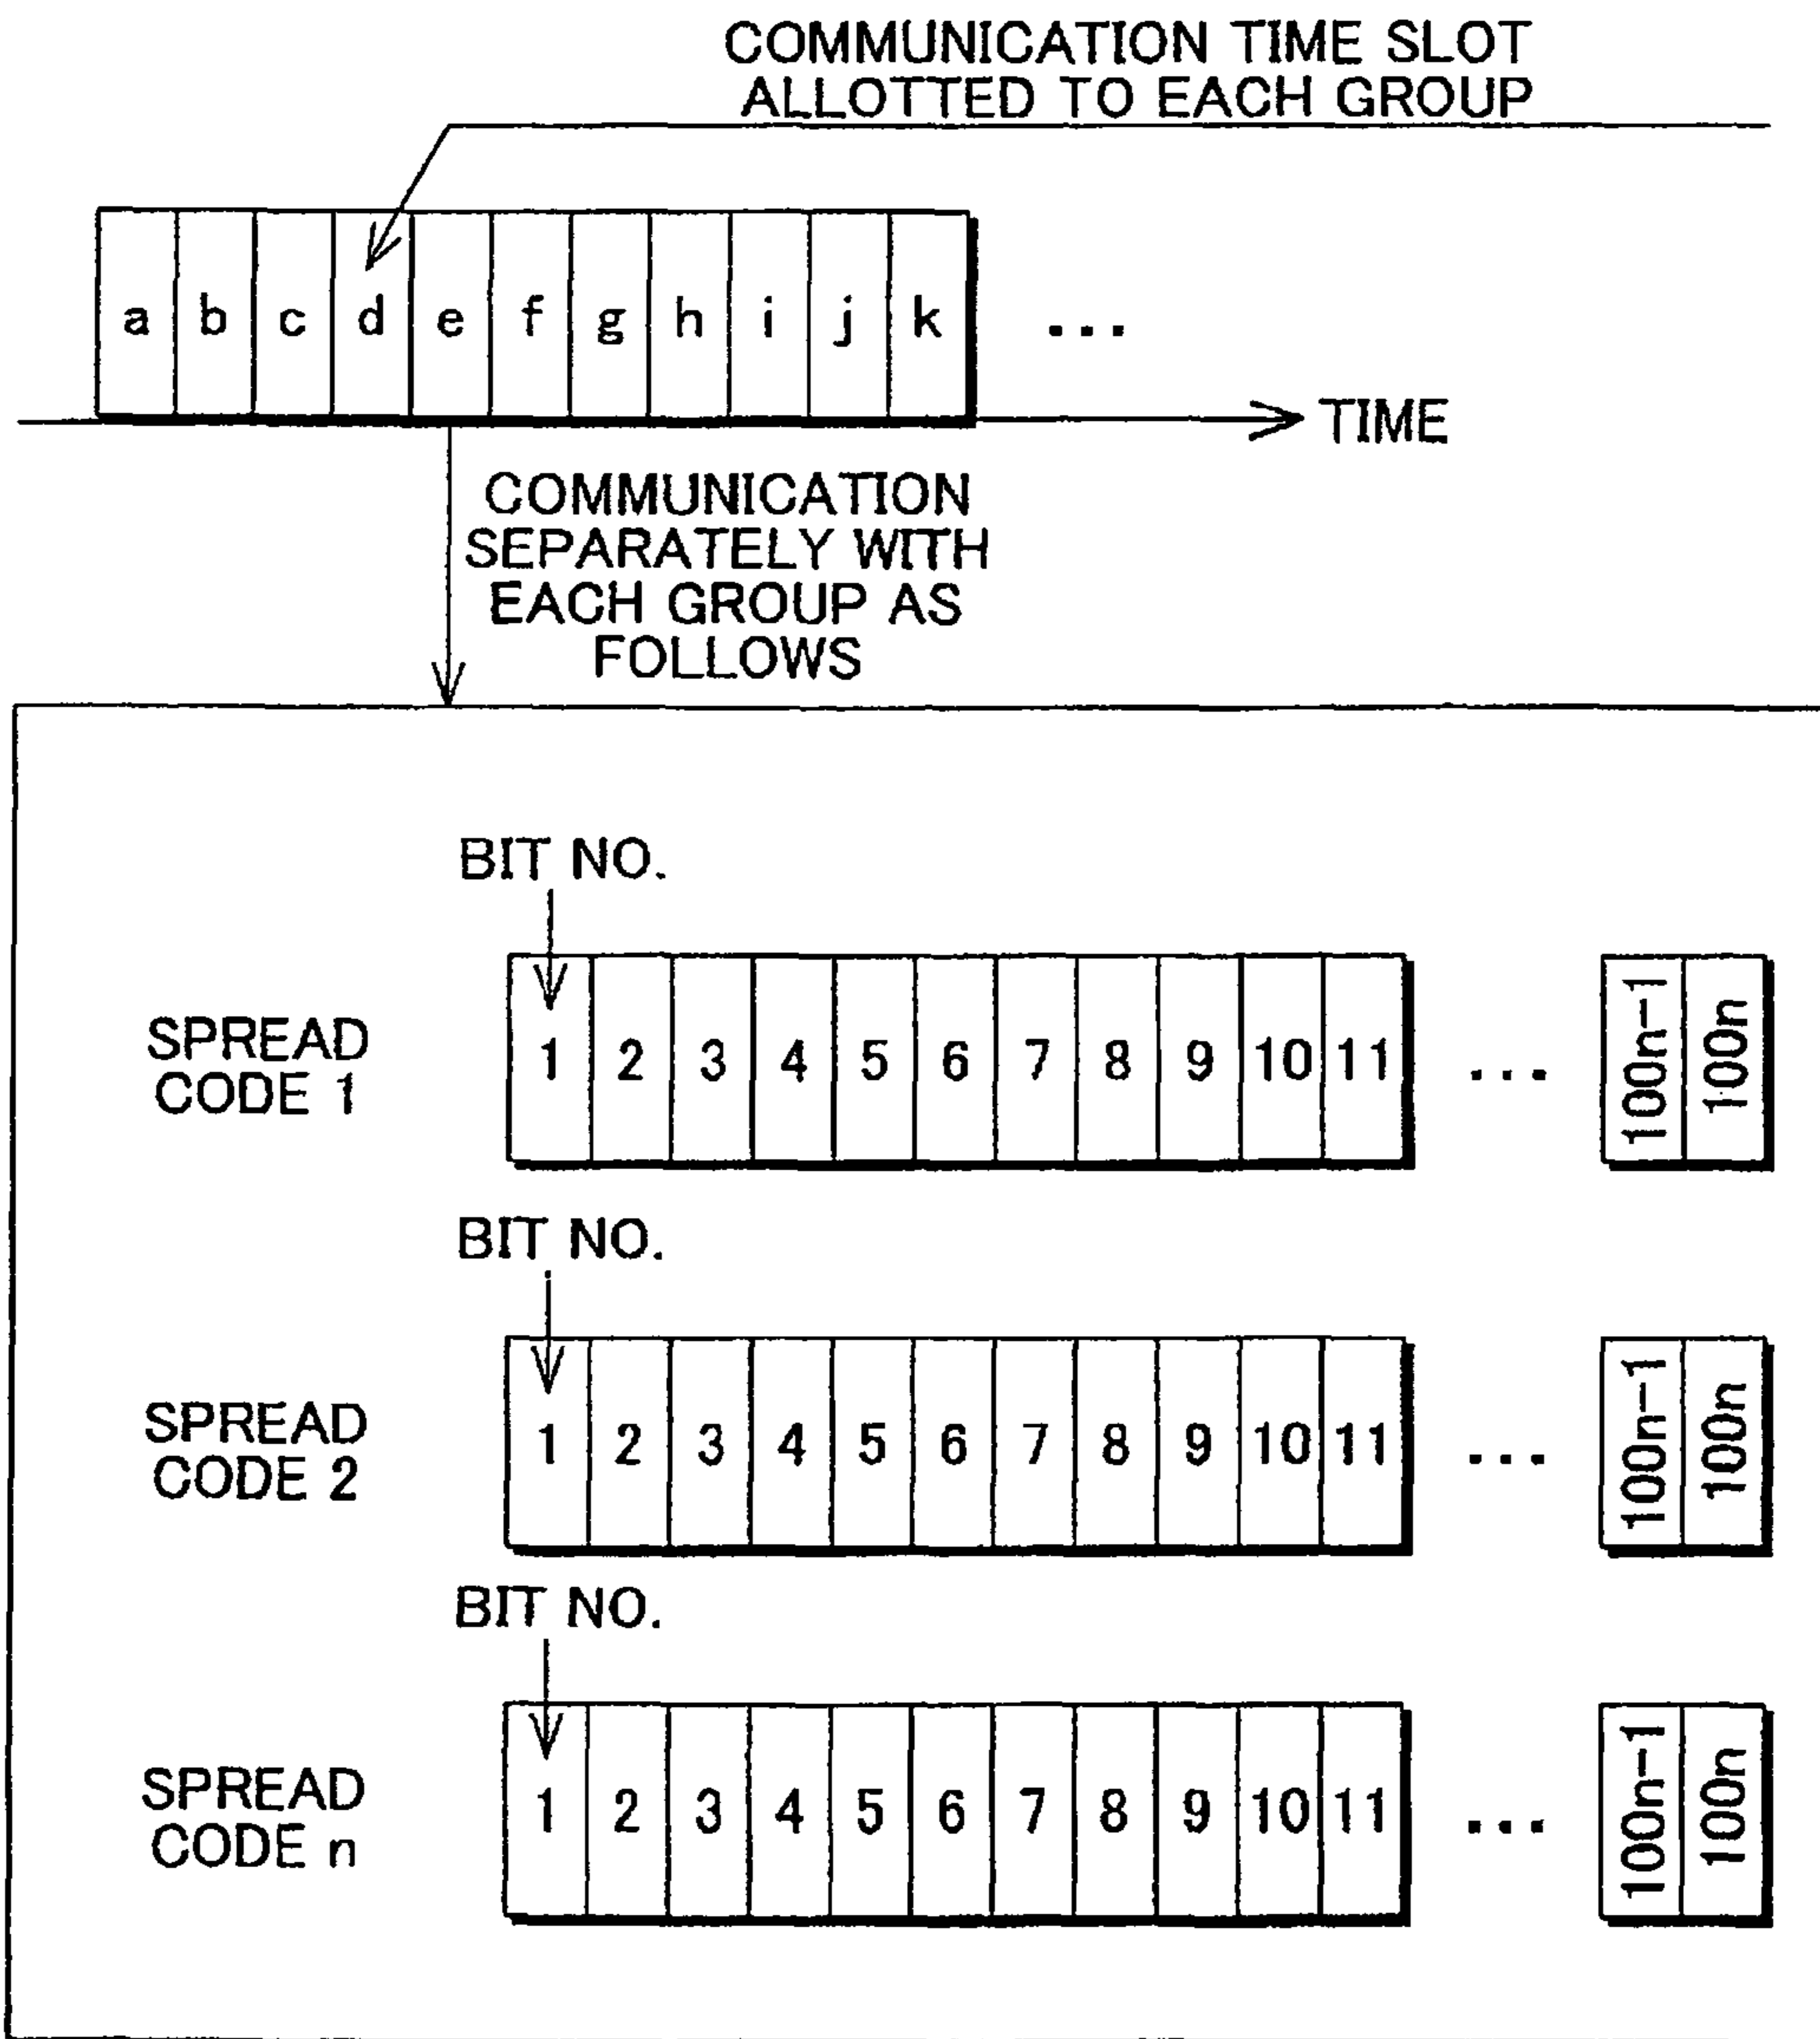 COMMUNICATION TIME SLOT
ALLOTTED TO EACH GROUP
a b c d e f g h i j k ...
TIME
COMMUNICATION
SEPARATELY WITH
EACH GROUP AS
FOLLOWS
BIT NO.
SPREAD
CODE 1
1 2 3 4 5 6 7 8 9 10 11 ... 100n-1 100n
BIT NO.
SPREAD
CODE 2
1 2 3 4 5 6 7 8 9 10 11 ... 100n-1 100n
BIT NO.
SPREAD
CODE n
1 2 3 4 5 6 7 8 9 10 11 ... 100n-1 100n